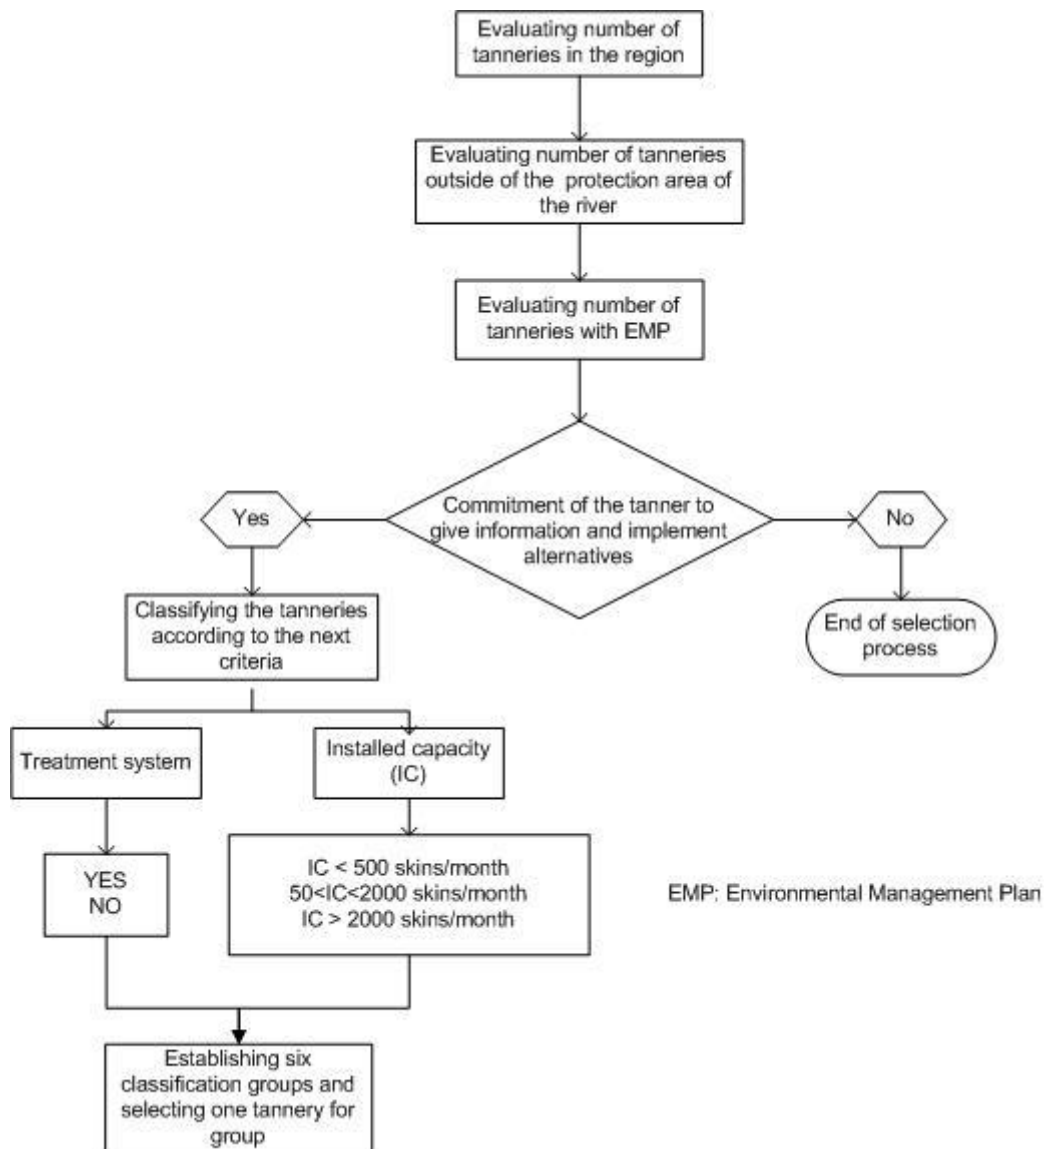 Evaluating number of
tanneries in the region
Evaluating number of tanneries
outside of the protection area of
the river
Evaluating number of
tanneries with EMP
Commitment of the tanner to
give information and implement
alternatives
Yes
No
Classifying the tanneries
according to the next
criteria
End of selection
process
Treatment system
Installed capacity
(IC)
YES
NO
IC < 500 skins/month
50<IC<2000 skins/month
IC > 2000 skins/month
EMP: Environmental Management Plan
Establishing six
classification groups and
selecting one tannery for
group